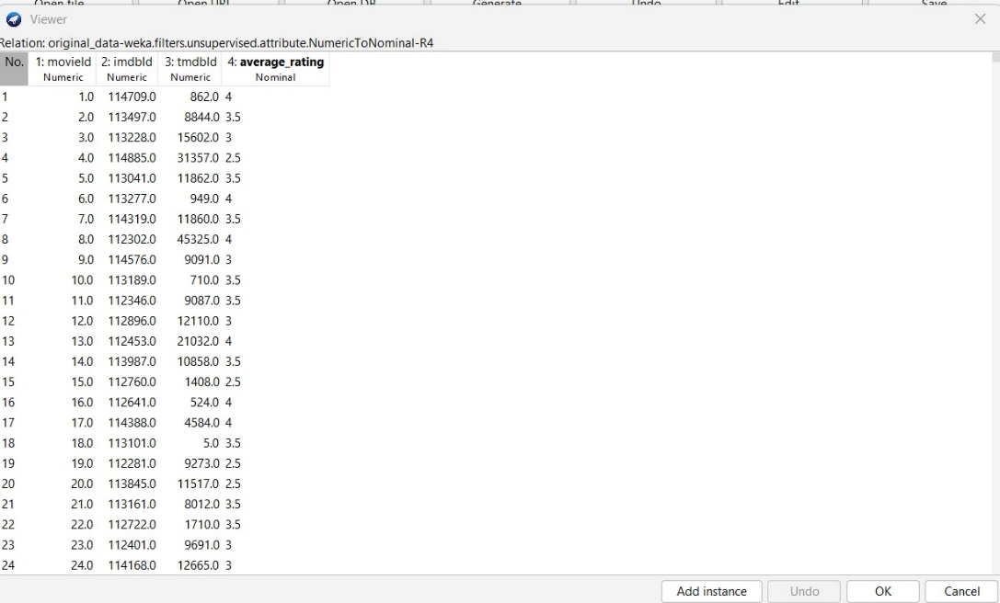 Open file Open URL Open DB Generate Undo Edit Save
Viewer
Relation: original_data-weka.filters.unsupervised.attribute.NumericToNominal-R4
No. 1: movieId 2: imdbId 3: tmdbId 4: average_rating
Numeric Numeric Numeric Nominal
1 1.0 114709.0 862.0 4
2 2.0 113497.0 8844.0 3.5
3 3.0 113228.0 15602.0 3
4 4.0 114885.0 31357.0 2.5
5 5.0 113041.0 11862.0 3.5
6 6.0 113277.0 949.0 4
7 7.0 114319.0 11860.0 3.5
8 8.0 112302.0 45325.0 4
9 9.0 114576.0 9091.0 3
10 10.0 113189.0 710.0 3.5
11 11.0 112346.0 9087.0 3.5
12 12.0 112896.0 12110.0 3
13 13.0 112453.0 21032.0 4
14 14.0 113987.0 10858.0 3.5
15 15.0 112760.0 1408.0 2.5
16 16.0 112641.0 524.0 4
17 17.0 114388.0 4584.0 4
18 18.0 113101.0 5.0 3.5
19 19.0 112281.0 9273.0 2.5
20 20.0 113845.0 11517.0 2.5
21 21.0 113161.0 8012.0 3.5
22 22.0 112722.0 1710.0 3.5
23 23.0 112401.0 9691.0 3
24 24.0 114168.0 12665.0 3
Add instance Undo OK Cancel